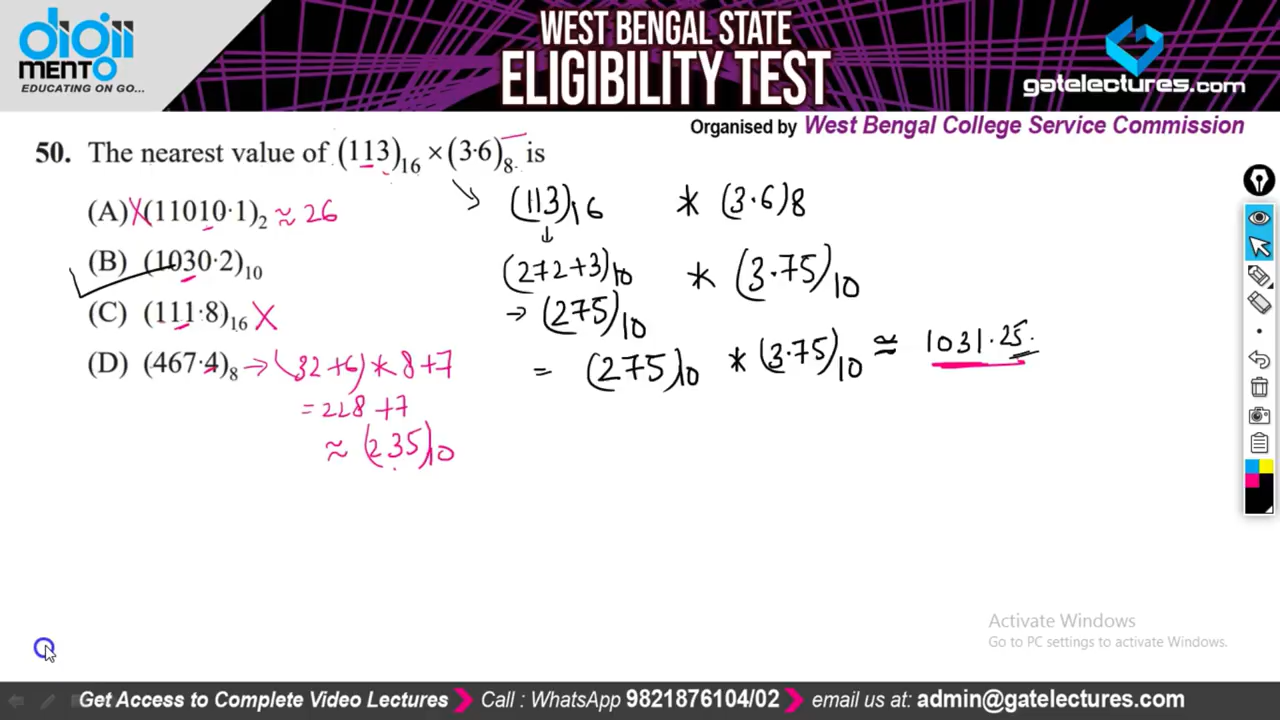 digii
mento
EDUCATING ON GO...
WEST BENGAL STATE
ELIGIBILITY TEST
gatelectures.com
Organised by West Bengal College Service Commission
50. The nearest value of (113)₁₆ × (3·6)₈ is
(A) X (11010·1)₂ ≈ 26
(B) (1030·2)₁₀
(C) (111·8)₁₆ X
(D) (467·4)₈ → (32+6) * 8+7
= 228 +7
≈ (235)₁₀
(113)16 * (3.6)8
↓
(272+3)10 * (3.75)10
→ (275)10
= (275)10 * (3.75)10 ≈ 1031.25.
Activate Windows
Go to PC settings to activate Windows.
Get Access to Complete Video Lectures Call : WhatsApp 9821876104/02 email us at: admin@gatelectures.com